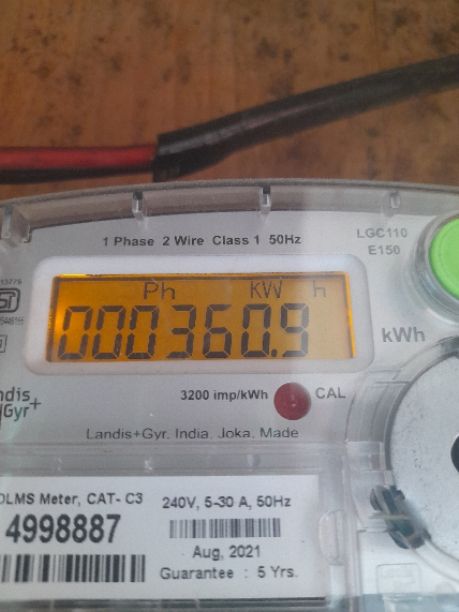 1 Phase 2 Wire Class 1 50Hz
LGC110
E150
Ph KW h
000360.9
kWh
3200 imp/kWh
CAL
Gyr+
Landis+Gyr. India, Joka, Made
DLMS Meter, CAT- C3
240V, 5-30 A, 50Hz
4998887
Aug, 2021
Guarantee : 5 Yrs.